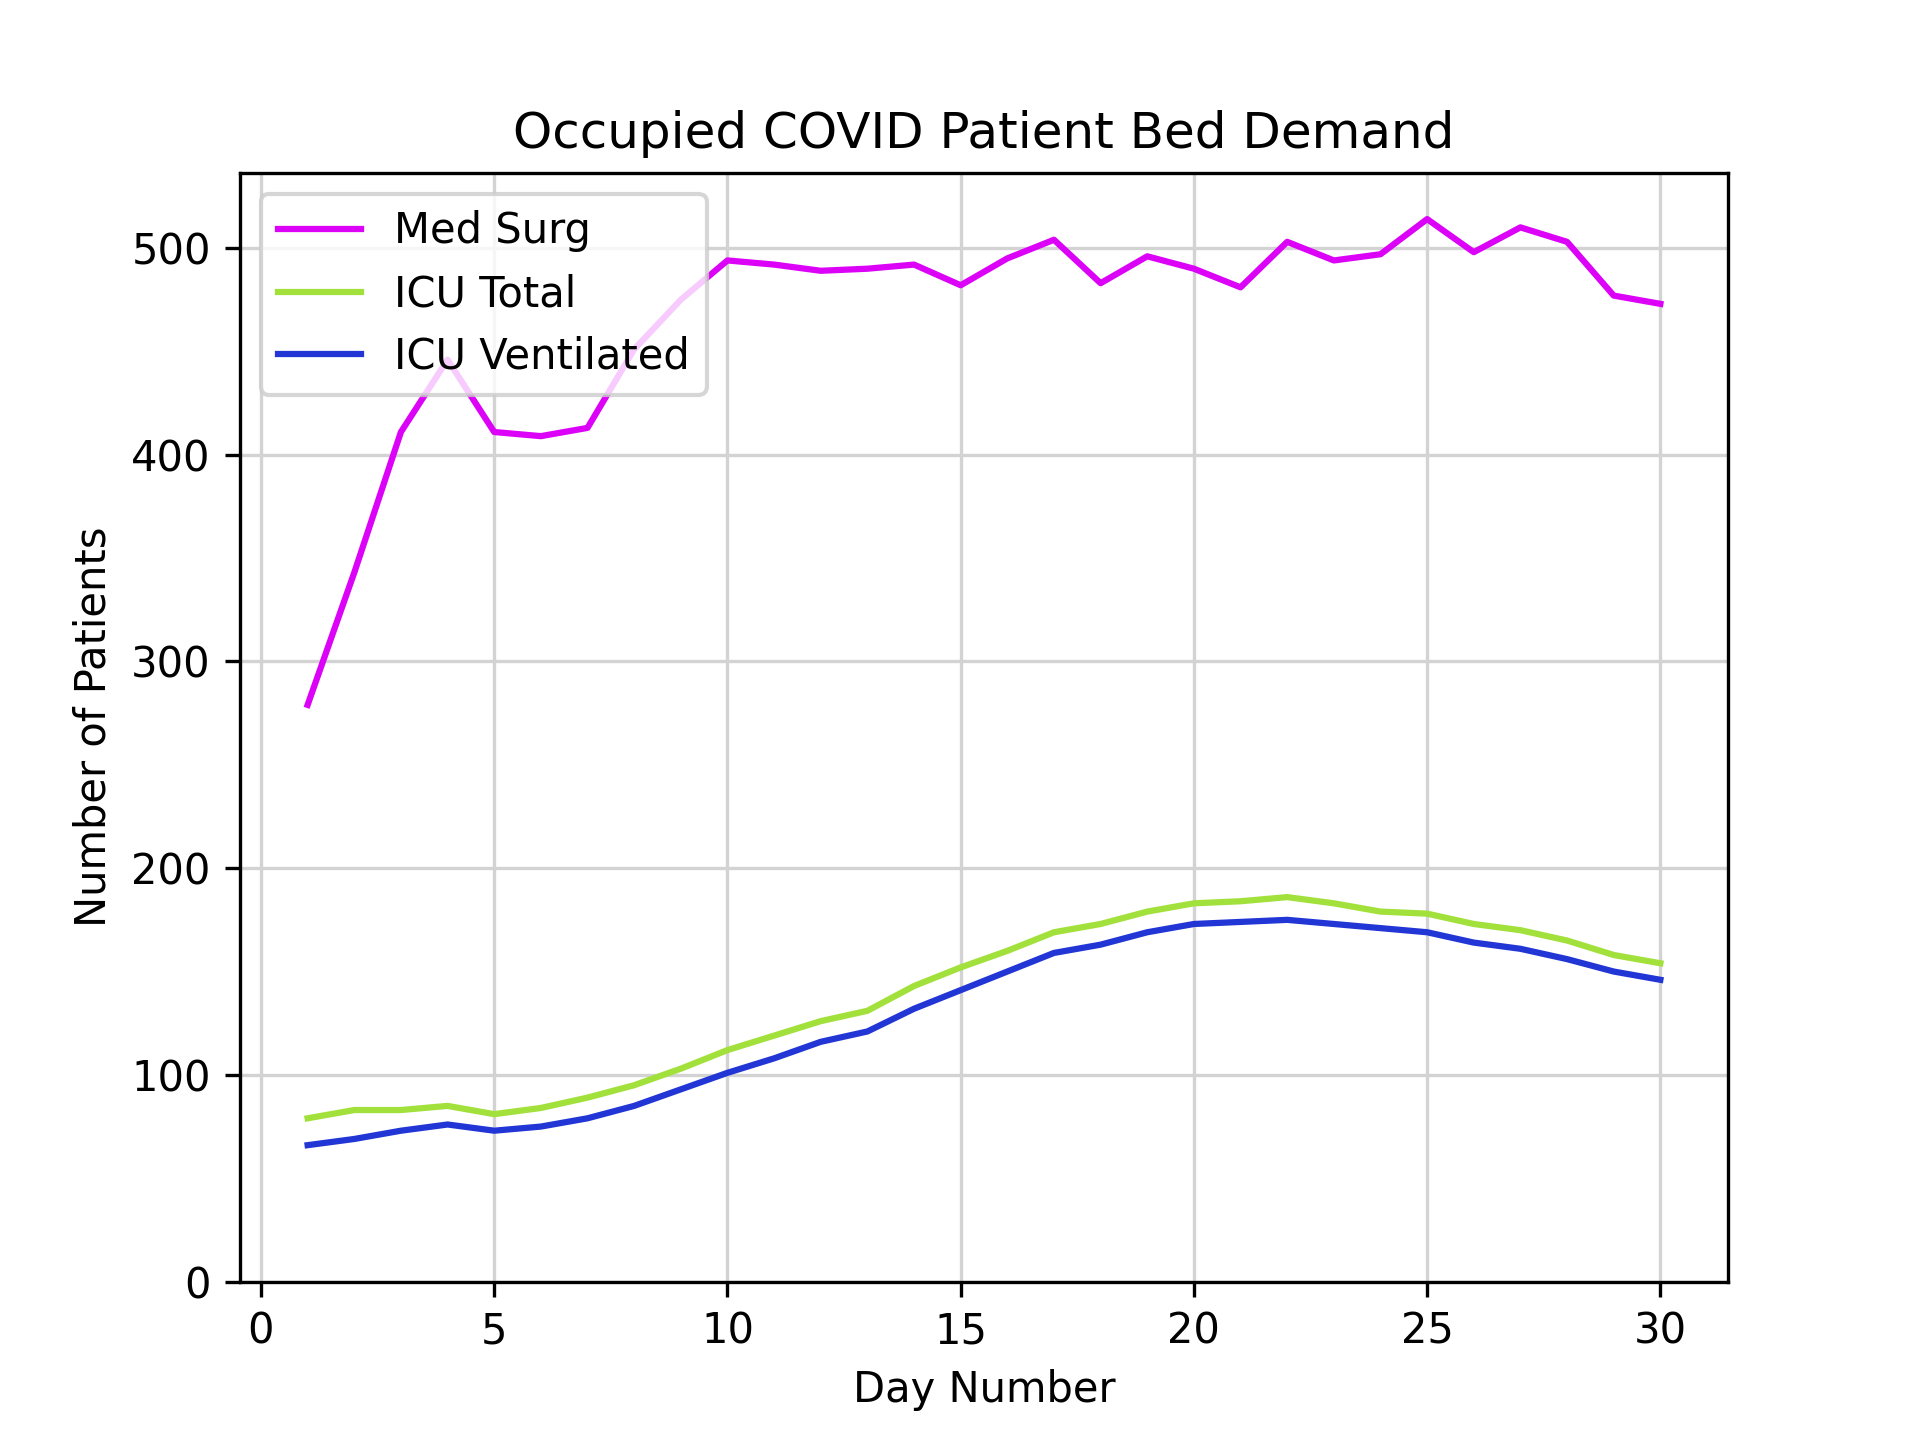 Occupied COVID Patient Bed Demand
Med Surg
ICU Total
ICU Ventilated
Number of Patients
500
400
300
200
100
0
0 5 10 15 20 25 30
Day Number